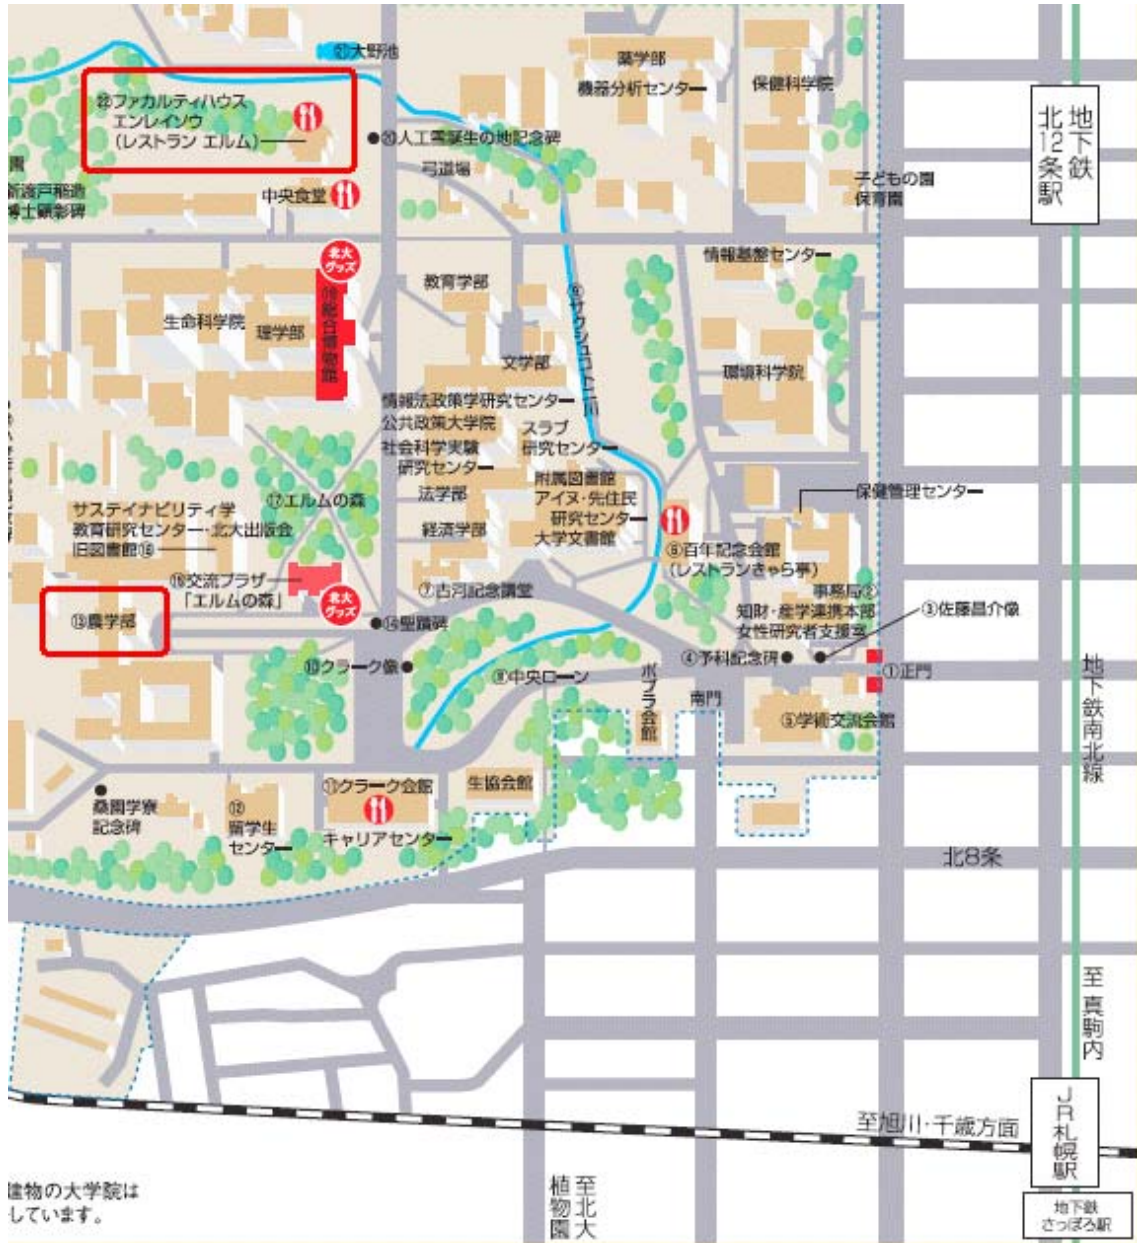 ㉑大野池
薬学部
機器分析センター
保健科学院
㉒ファカルティハウス
エンレイソウ
(レストラン エルム)
⑳人工雪誕生の地記念碑
弓道場
地下鉄
北12条駅
園
新渡戸稲造
博士顕彰碑
中央食堂
子どもの園
保育園
北大
グッズ
教育学部
情報基盤センター
⑨サクシュコトニ川
生命科学院
理学部
⑲総合博物館
文学部
環境科学院
情報法政策学研究センター
公共政策大学院
スラブ
研究センター
社会科学実験
研究センター
附属図書館
アイヌ・先住民
研究センター
大学文書館
法学部
経済学部
⑰エルムの森
保健管理センター
サステイナビリティ学
教育研究センター・北大出版会
旧図書館⑯
⑥百年記念会館
(レストランきゃら亭)
⑱交流プラザ
「エルムの森」
北大
グッズ
⑦古河記念講堂
事務局②
知財・産学連携本部
女性研究者支援室
③佐藤昌介像
⑬農学部
⑭聖蹟碑
④予科記念碑
⑩クラーク像
⑧中央ローン
ポプラ会館
南門
①正門
地下鉄南北線
⑤学術交流会館
⑪クラーク会館
生協会館
桑園学寮
記念碑
⑫
留学生
センター
キャリアセンター
北8条
至 真駒内
至旭川・千歳方面
JR札幌駅
建物の大学院は
しています。
至北大
植物園
地下鉄
さっぽろ駅